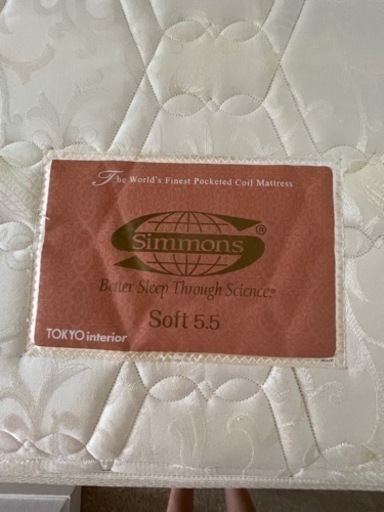 The World's Finest Pocketed Coil Mattress
Simmons®
Better Sleep Through Science®
Soft 5.5
TOKYO interior